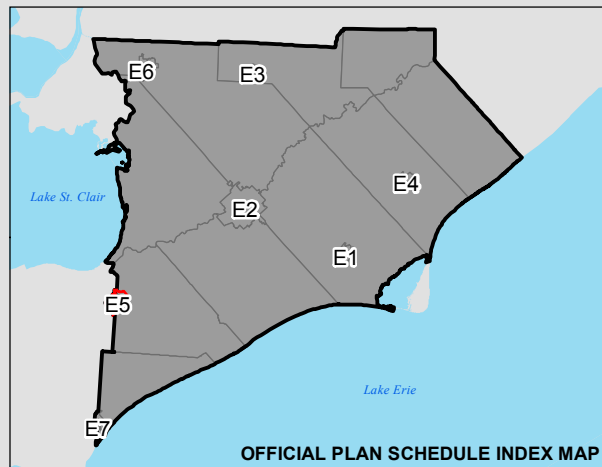 E6
E3
E4
Lake St. Clair
E2
E1
E5
Lake Erie
E7
OFFICIAL PLAN SCHEDULE INDEX MAP